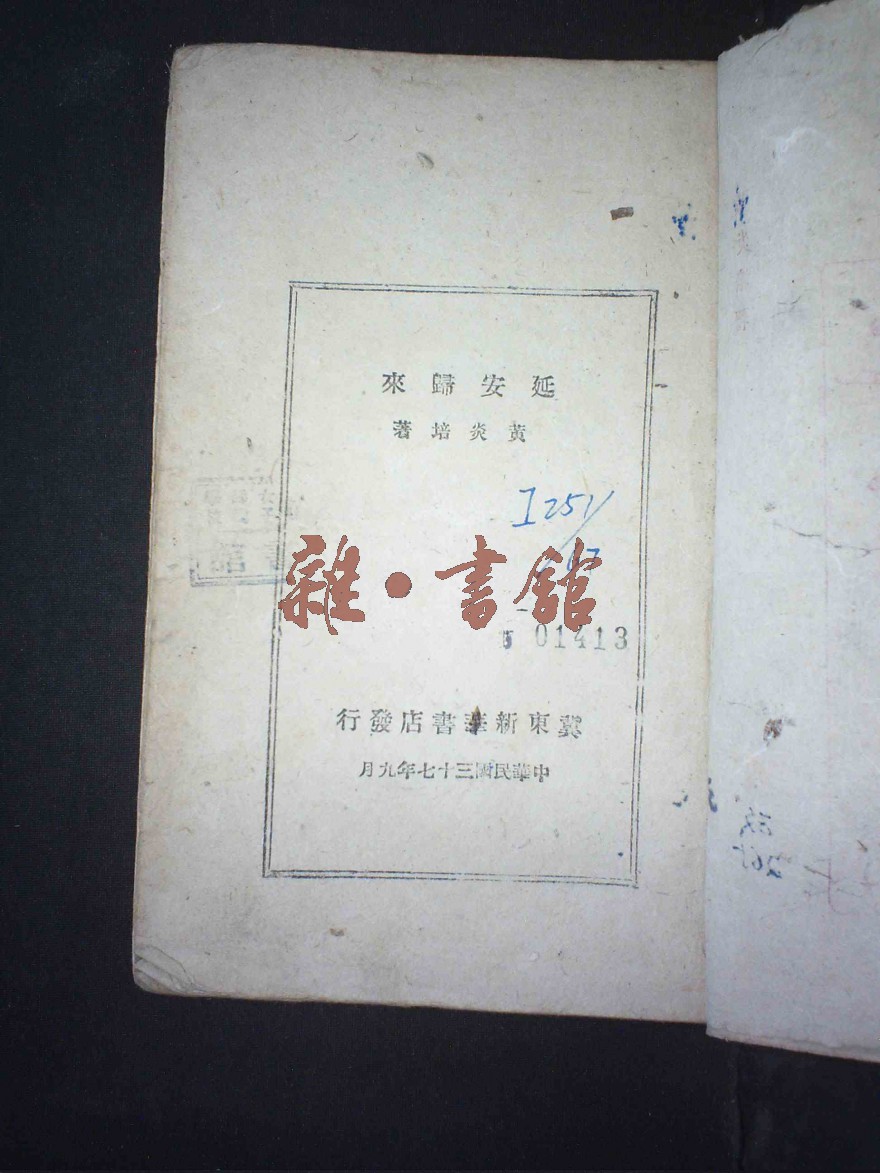 延安歸來
黃炎培著
I251/
雜·書館
01413
冀東新華書店發行
中華民國三十七年九月